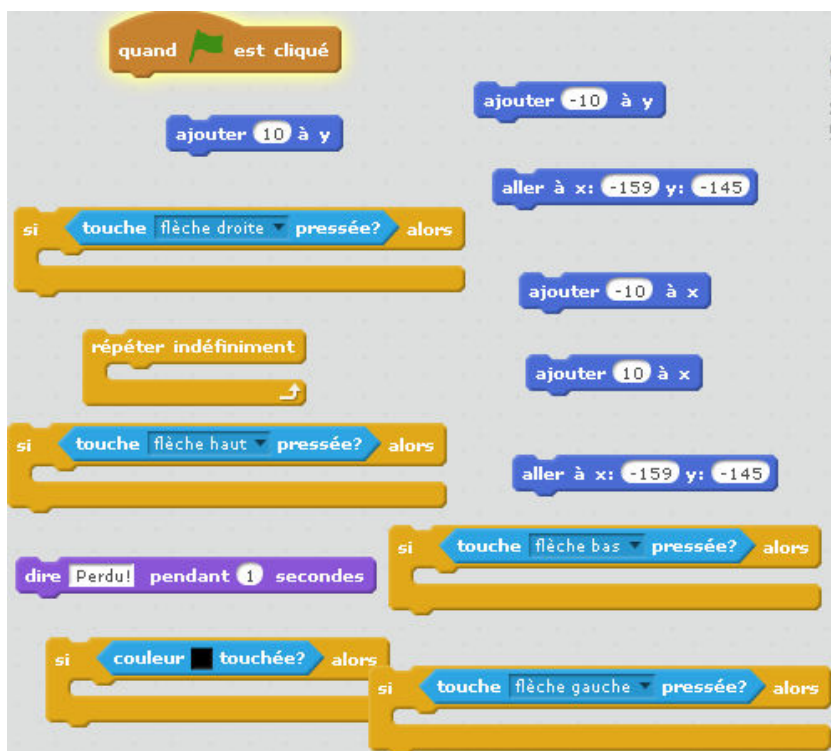 quand est cliqué
ajouter -10 à y
ajouter 10 à y
aller à x: -159 y: -145
si touche flèche droite pressée? alors
ajouter -10 à x
répéter indéfiniment
ajouter 10 à x
si touche flèche haut pressée? alors
aller à x: -159 y: -145
si touche flèche bas pressée? alors
dire Perdu! pendant 1 secondes
si couleur touchée? alors
si touche flèche gauche pressée? alors